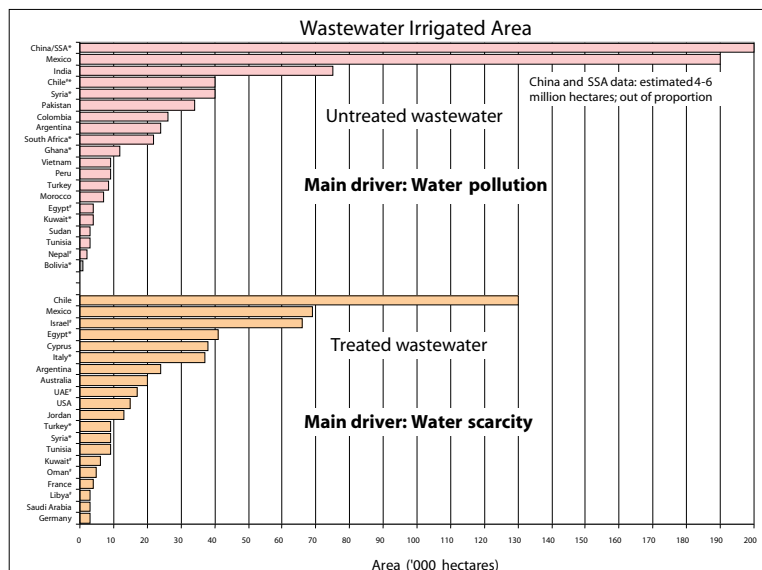 Wastewater Irrigated Area
China/SSA*
Mexico
India
Chile#*
Syria*
Pakistan
Colombia
Argentina
South Africa*
Ghana*
Vietnam
Peru
Turkey
Morocco
Egypt#
Kuwait*
Sudan
Tunisia
Nepal#
Bolivia*
China and SSA data: estimated 4-6
million hectares; out of proportion
Untreated wastewater
Main driver: Water pollution
Chile
Mexico
Israel#
Egypt*
Cyprus
Italy*
Argentina
Australia
UAE#
USA
Jordan
Turkey*
Syria*
Tunisia
Kuwait#
Oman#
France
Libya#
Saudi Arabia
Germany
Treated wastewater
Main driver: Water scarcity
0 10 20 30 40 50 60 70 80 90 100 110 120 130 140 150 160 170 180 190 200
Area ('000 hectares)